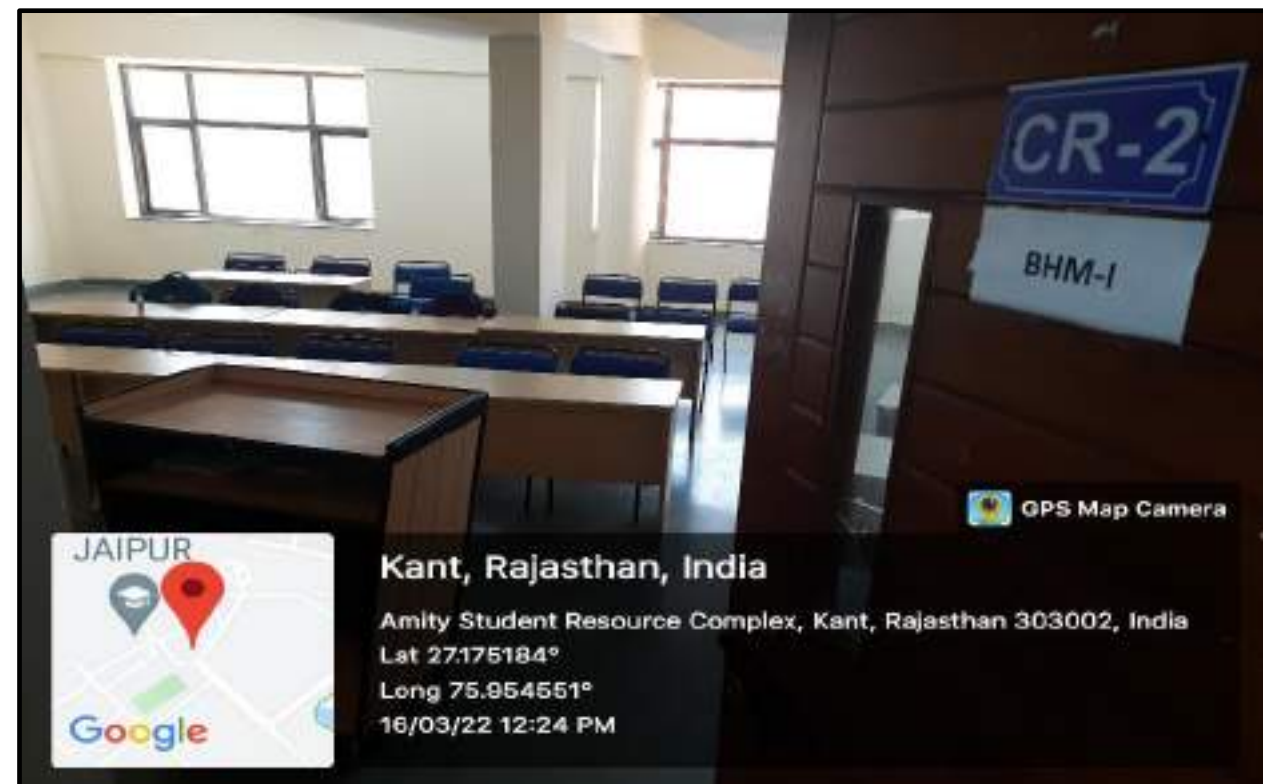 CR-2
BHM-I
GPS Map Camera
JAIPUR
Google
Kant, Rajasthan, India
Amity Student Resource Complex, Kant, Rajasthan 303002, India
Lat 27.175184°
Long 75.954551°
16/03/22 12:24 PM